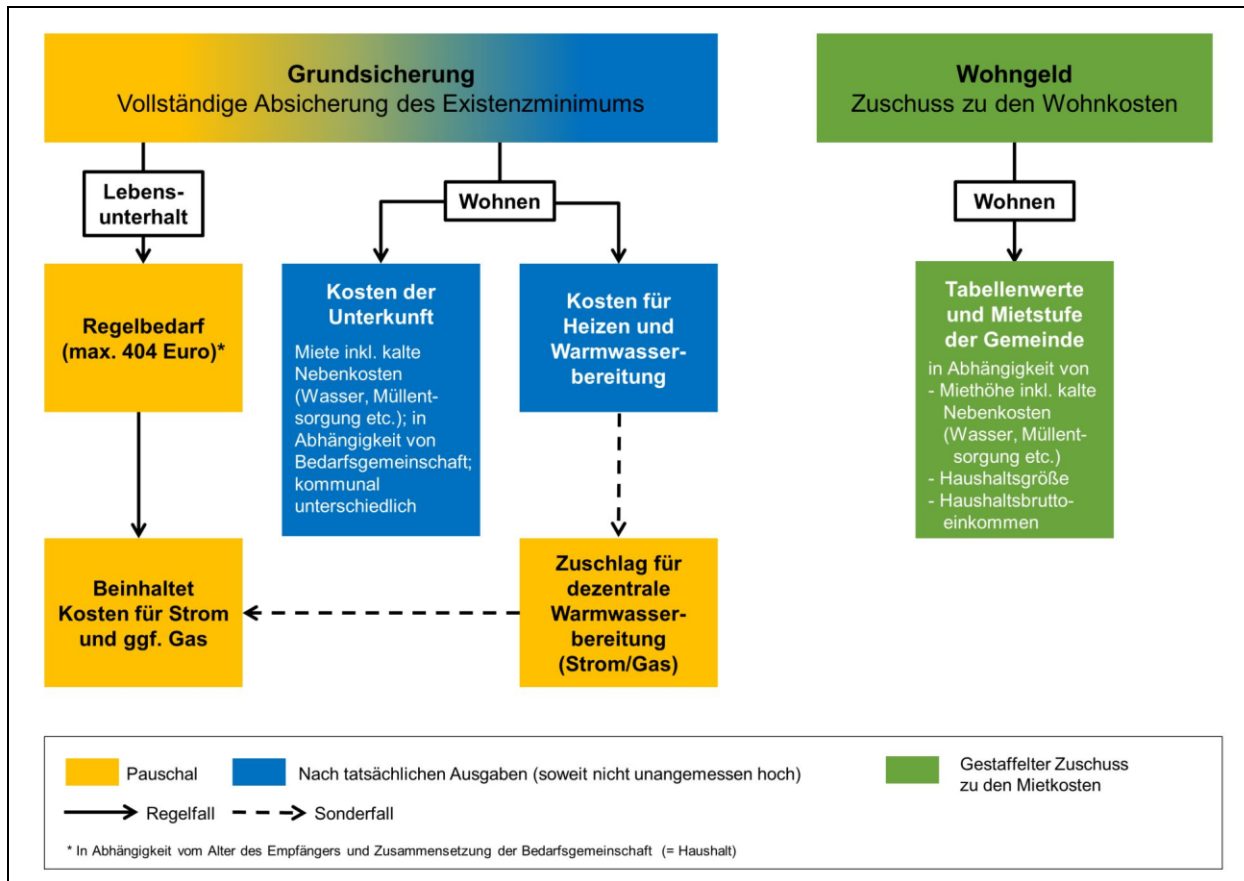 Grundsicherung
Vollständige Absicherung des Existenzminimums
Wohngeld
Zuschuss zu den Wohnkosten
Lebens-
unterhalt
Wohnen
Wohnen
Regelbedarf
(max. 404 Euro)*
Kosten der
Unterkunft
Miete inkl. kalte
Nebenkosten
(Wasser, Müllent-
sorgung etc.); in
Abhängigkeit von
Bedarfsgemeinschaft;
kommunal
unterschiedlich
Kosten für
Heizen und
Warmwasser-
bereitung
Tabellenwerte
und Mietstufe
der Gemeinde
in Abhängigkeit von
- Miethöhe inkl. kalte
Nebenkosten
(Wasser, Müllent-
sorgung etc.)
- Haushaltsgröße
- Haushaltsbrutto-
einkommen
Beinhaltet
Kosten für Strom
und ggf. Gas
Zuschlag für
dezentrale
Warmwasser-
bereitung
(Strom/Gas)
Pauschal
Nach tatsächlichen Ausgaben (soweit nicht unangemessen hoch)
Gestaffelter Zuschuss
zu den Mietkosten
Regelfall
Sonderfall
* In Abhängigkeit vom Alter des Empfängers und Zusammensetzung der Bedarfsgemeinschaft (= Haushalt)